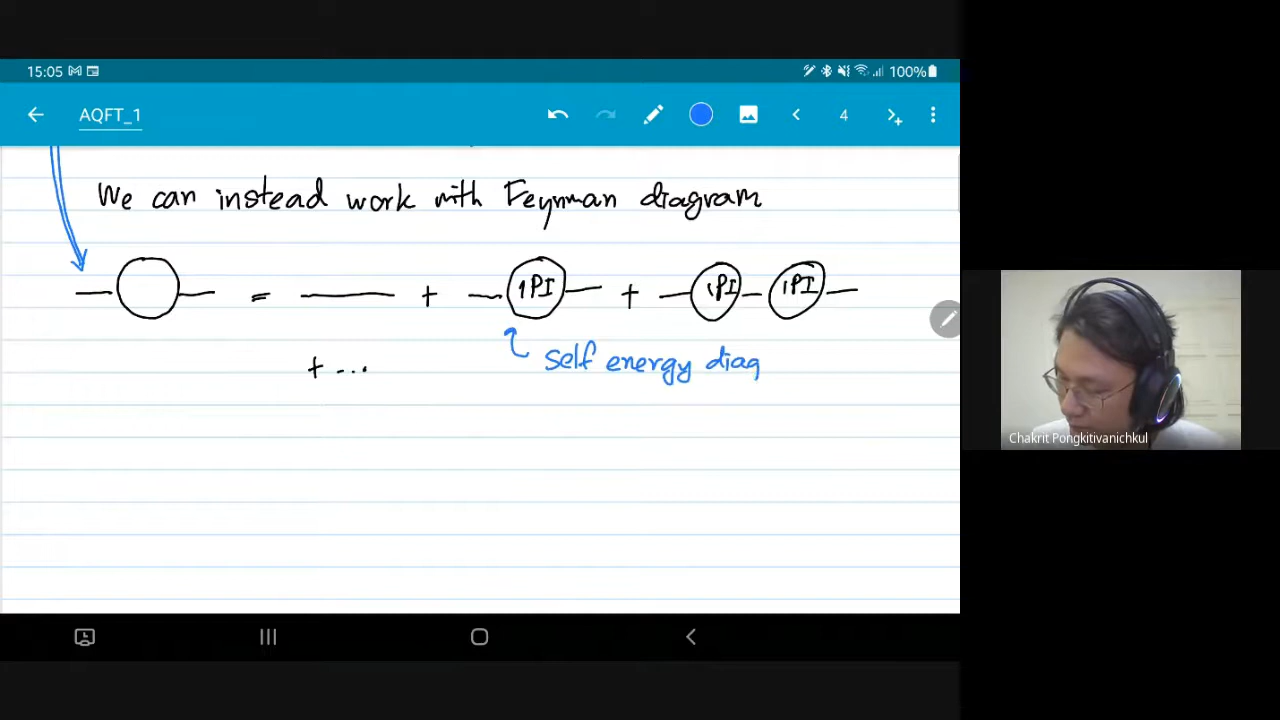 15:05 100%
AQFT_1 4
We can instead work with Feynman diagram
= + 1PI + 1PI 1PI
+ ... self energy diag
Chakrit Pongkitivanichkul